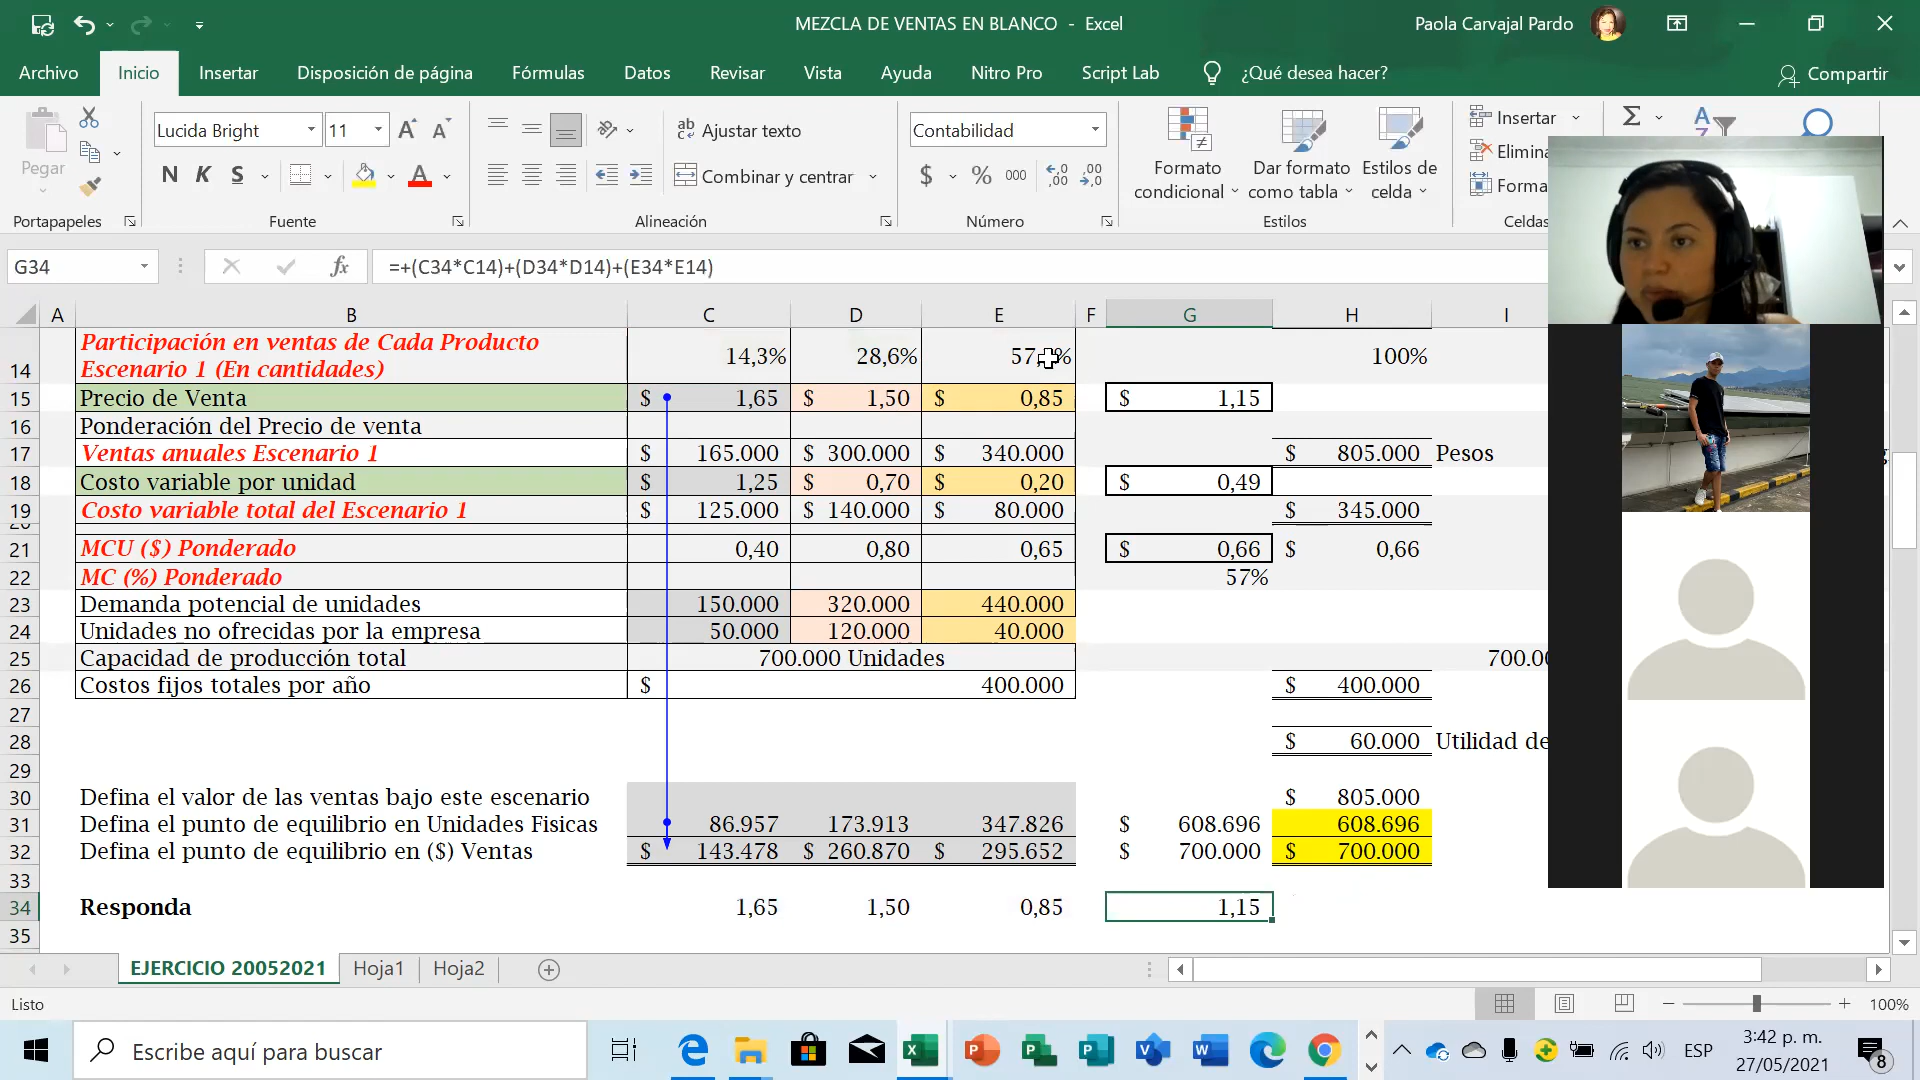 MEZCLA DE VENTAS EN BLANCO - Excel
Paola Carvajal Pardo
Archivo Inicio Insertar Disposición de página Fórmulas Datos Revisar Vista Ayuda Nitro Pro Script Lab ¿Qué desea hacer? Compartir
Pegar
Lucida Bright 11
N K S
Ajustar texto
Combinar y centrar
Contabilidad
$ % 000
Formato condicional
Dar formato como tabla
Estilos de celda
Insertar
Elimina
Forma
Portapapeles Fuente Alineación Número Estilos Celdas
G34 fx =+(C34*C14)+(D34*D14)+(E34*E14)
A B C D E F G H I
14 Participación en ventas de Cada Producto Escenario 1 (En cantidades) 14,3% 28,6% 57, % 100%
15 Precio de Venta $ 1,65 $ 1,50 $ 0,85 $ 1,15
16 Ponderación del Precio de venta
17 Ventas anuales Escenario 1 $ 165.000 $ 300.000 $ 340.000 $ 805.000 Pesos
18 Costo variable por unidad $ 1,25 $ 0,70 $ 0,20 $ 0,49
19 Costo variable total del Escenario 1 $ 125.000 $ 140.000 $ 80.000 $ 345.000
21 MCU ($) Ponderado 0,40 0,80 0,65 $ 0,66 $ 0,66
22 MC (%) Ponderado 57%
23 Demanda potencial de unidades 150.000 320.000 440.000
24 Unidades no ofrecidas por la empresa 50.000 120.000 40.000
25 Capacidad de producción total 700.000 Unidades 700.00
26 Costos fijos totales por año $ 400.000 $ 400.000
27
28 $ 60.000 Utilidad de
29
30 Defina el valor de las ventas bajo este escenario $ 805.000
31 Defina el punto de equilibrio en Unidades Fisicas 86.957 173.913 347.826 $ 608.696 608.696
32 Defina el punto de equilibrio en ($) Ventas $ 143.478 $ 260.870 $ 295.652 $ 700.000 $ 700.000
33
34 Responda 1,65 1,50 0,85 1,15
35
EJERCICIO 20052021 Hoja1 Hoja2
Listo
100%
Escribe aquí para buscar
ESP
3:42 p. m.
27/05/2021
8